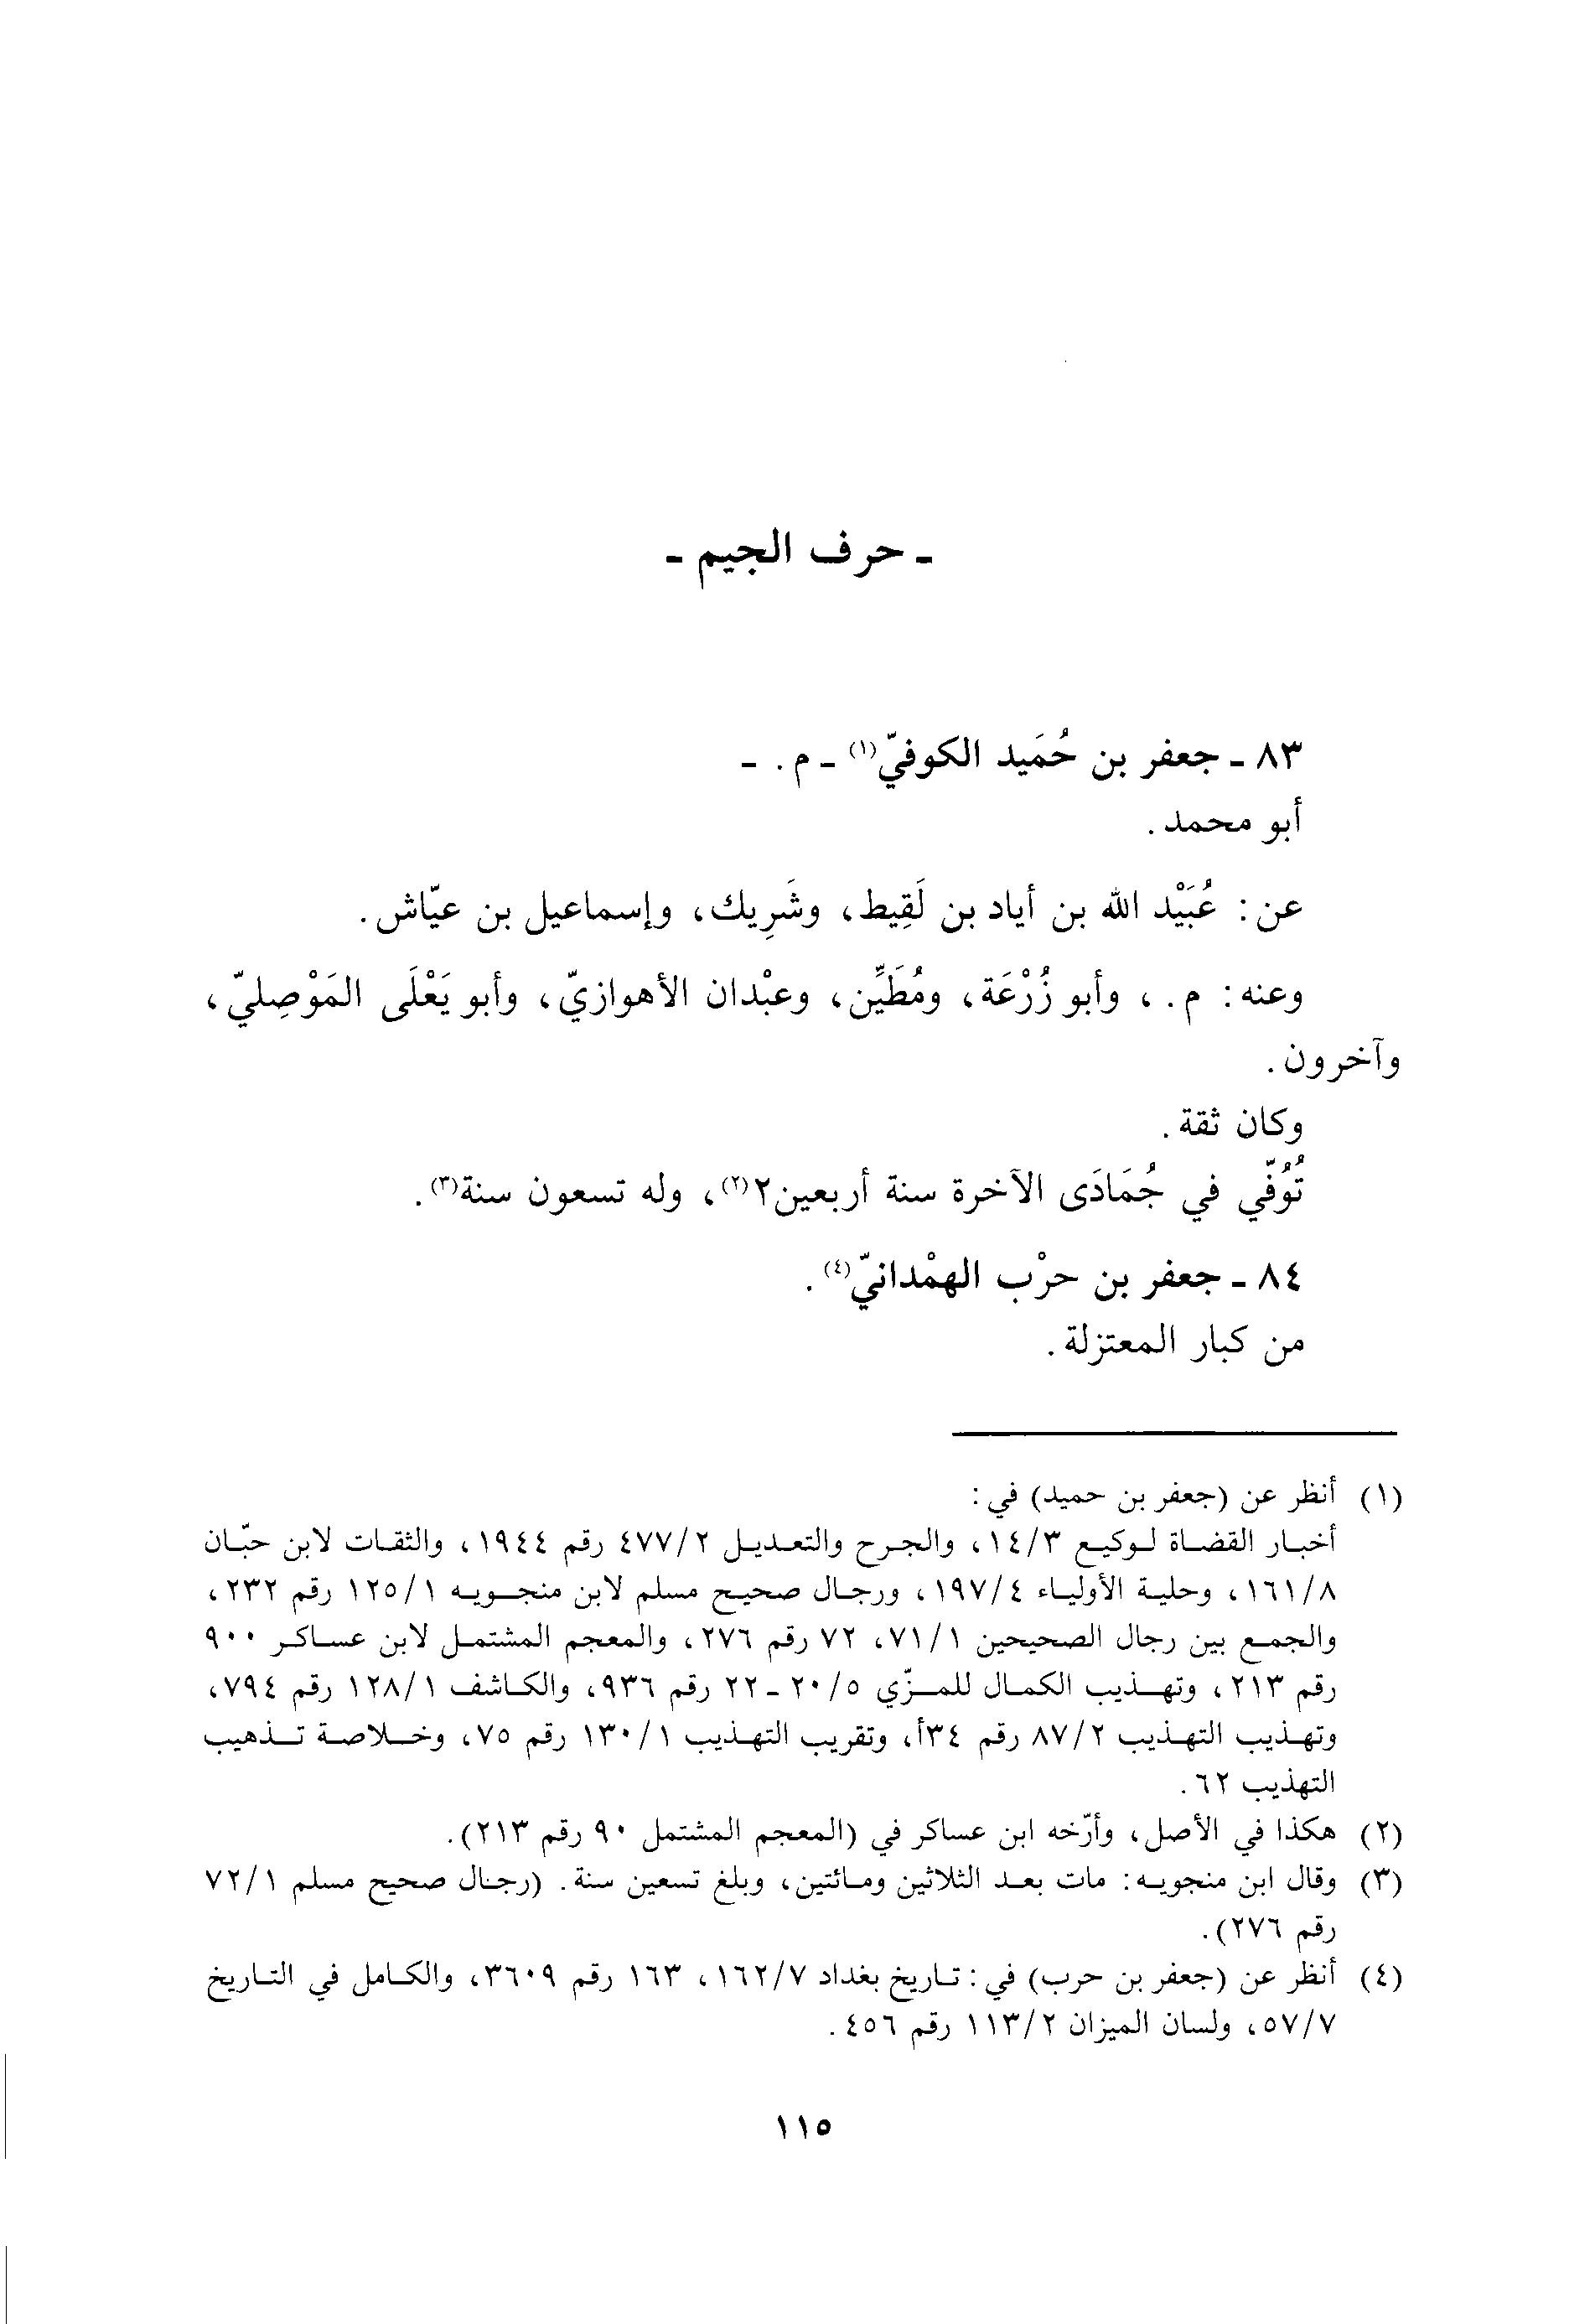 - حرف الجيم -
٨٣ - جعفر بن حُمَيد الكوفيّ(١) - م. -
أبو محمد.
عن: عُبَيْد الله بن أياد بن لَقِيط، وشَرِيك، وإسماعيل بن عيّاش.
وعنه: م.، وأبو زُرْعَة، ومُطَيِّن، وعبْدان الأهوازيّ، وأبو يَعْلَى المَوْصِليّ،
وآخرون.
وكان ثقة.
تُوُفّي في جُمَادَى الآخرة سنة أربعين٢(٢)، وله تسعون سنة(٣).
٨٤ - جعفر بن حرْب الهمْدانيّ(٤).
من كبار المعتزلة.
(١) أنظر عن (جعفر بن حميد) في:
أخبار القضاة لوكيع ١٤/٣، والجرح والتعديل ٤٧٧/٢ رقم ١٩٤٤، والثقات لابن حبّان
١٦١/٨، وحلية الأولياء ١٩٧/٤، ورجال صحيح مسلم لابن منجويه ١٢٥/١ رقم ٢٣٢،
والجمع بين رجال الصحيحين ٧١/١، ٧٢ رقم ٢٧٦، والمعجم المشتمل لابن عساكر ٩٠٠
رقم ٢١٣، وتهذيب الكمال للمزّي ٢٠/٥ - ٢٢ رقم ٩٣٦، والكاشف ١٢٨/١ رقم ٧٩٤،
وتهذيب التهذيب ٨٧/٢ رقم ٣٤أ، وتقريب التهذيب ١٣٠/١ رقم ٧٥، وخلاصة تذهيب
التهذيب ٦٢.
(٢) هكذا في الأصل، وأرّخه ابن عساكر في (المعجم المشتمل ٩٠ رقم ٢١٣).
(٣) وقال ابن منجويه: مات بعد الثلاثين ومائتين، وبلغ تسعين سنة. (رجال صحيح مسلم ٧٢/١
رقم ٢٧٦).
(٤) أنظر عن (جعفر بن حرب) في: تاريخ بغداد ١٦٢/٧، ١٦٣ رقم ٣٦٠٩، والكامل في التاريخ
٥٧/٧، ولسان الميزان ١١٣/٢ رقم ٤٥٦.
١١٥